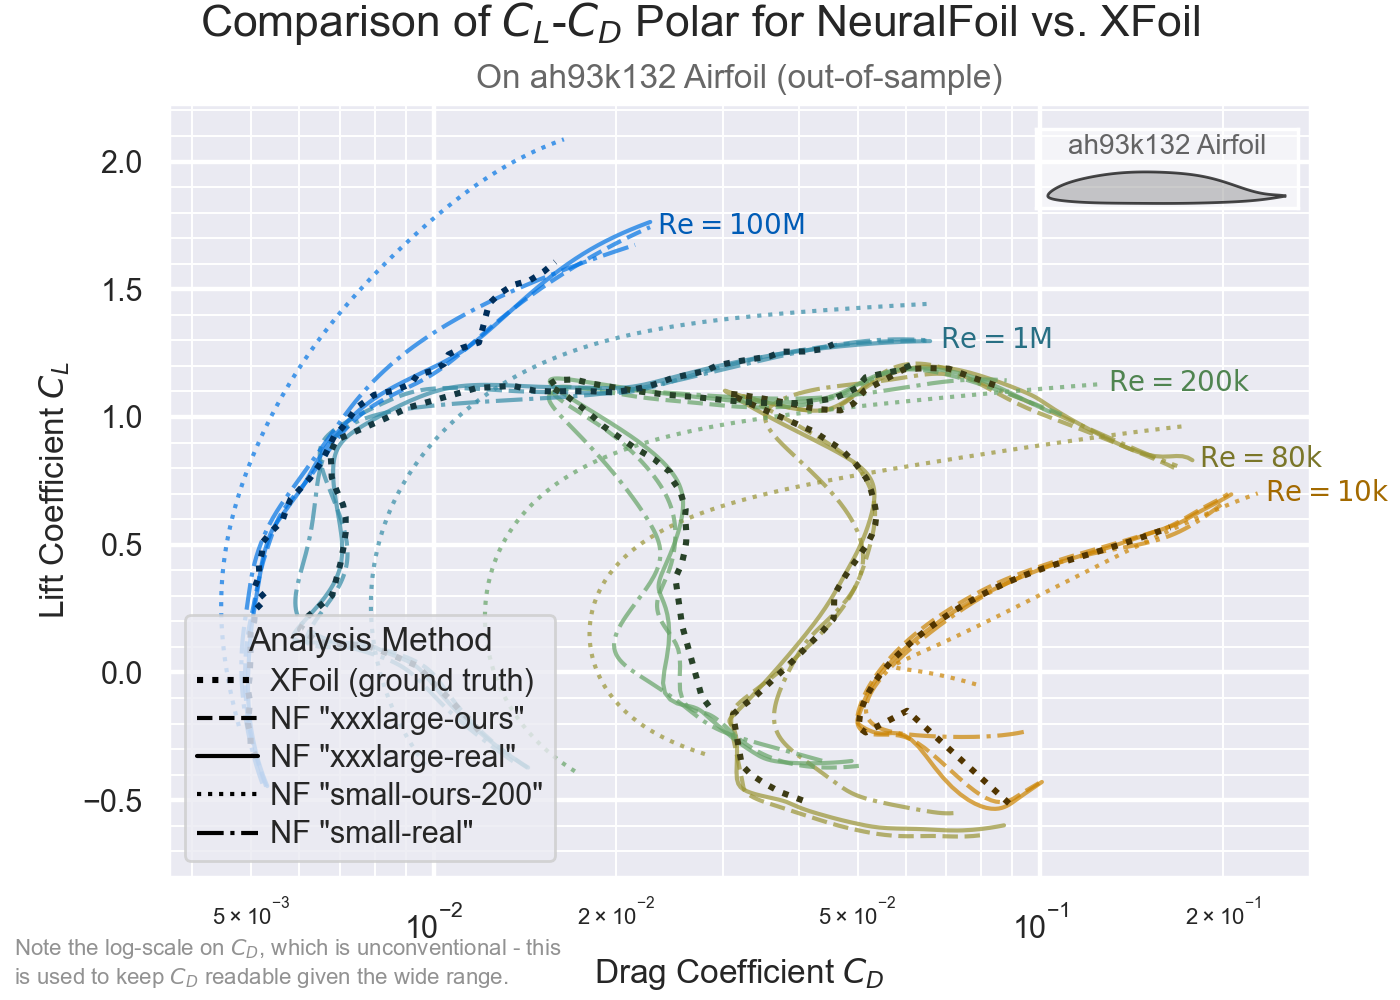 Comparison of C_L-C_D Polar for NeuralFoil vs. XFoil
On ah93k132 Airfoil (out-of-sample)
ah93k132 Airfoil
Re = 100M
Re = 1M
Re = 200k
Re = 80k
Re = 10k
Lift Coefficient C_L
2.0
1.5
1.0
0.5
0.0
−0.5
Analysis Method
XFoil (ground truth)
NF "xxxlarge-ours"
NF "xxxlarge-real"
NF "small-ours-200"
NF "small-real"
5 × 10⁻³
10⁻²
2 × 10⁻²
5 × 10⁻²
10⁻¹
2 × 10⁻¹
Drag Coefficient C_D
Note the log-scale on C_D, which is unconventional - this
is used to keep C_D readable given the wide range.